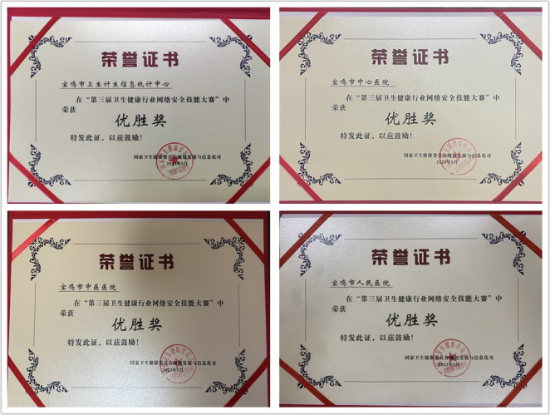 荣誉证书
宝鸡市卫生计生信息统计中心
在“第三届卫生健康行业网络安全技能大赛”中
荣获
优胜奖
特发此证，以兹鼓励！
荣誉证书
宝鸡市中心医院
在“第三届卫生健康行业网络安全技能大赛”中
荣获
优胜奖
特发此证，以兹鼓励！
荣誉证书
宝鸡市中医医院
在“第三届卫生健康行业网络安全技能大赛”中
荣获
优胜奖
特发此证，以兹鼓励！
荣誉证书
宝鸡市人民医院
在“第三届卫生健康行业网络安全技能大赛”中
荣获
优胜奖
特发此证，以兹鼓励！